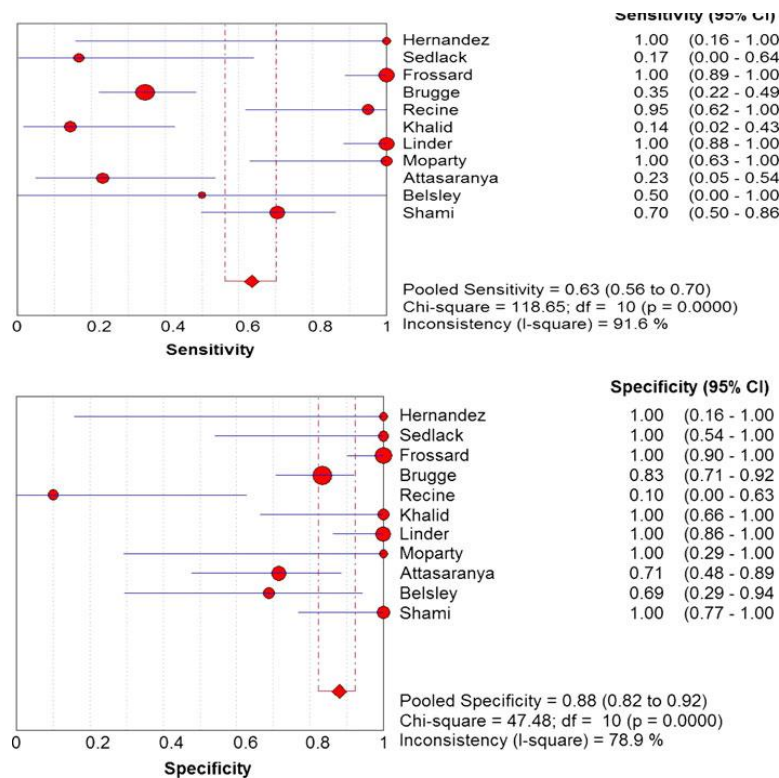 Sensitivity (95% CI)
Hernandez 1.00 (0.16 - 1.00
Sedlack 0.17 (0.00 - 0.64
Frossard 1.00 (0.89 - 1.00
Brugge 0.35 (0.22 - 0.49
Recine 0.95 (0.62 - 1.00
Khalid 0.14 (0.02 - 0.43
Linder 1.00 (0.88 - 1.00
Moparty 1.00 (0.63 - 1.00
Attasaranya 0.23 (0.05 - 0.54
Belsley 0.50 (0.00 - 1.00
Shami 0.70 (0.50 - 0.86
Pooled Sensitivity = 0.63 (0.56 to 0.70)
Chi-square = 118.65; df = 10 (p = 0.0000)
Inconsistency (I-square) = 91.6 %
0 0.2 0.4 0.6 0.8 1
Sensitivity
Specificity (95% CI)
Hernandez 1.00 (0.16 - 1.00
Sedlack 1.00 (0.54 - 1.00
Frossard 1.00 (0.90 - 1.00
Brugge 0.83 (0.71 - 0.92
Recine 0.10 (0.00 - 0.63
Khalid 1.00 (0.66 - 1.00
Linder 1.00 (0.86 - 1.00
Moparty 1.00 (0.29 - 1.00
Attasaranya 0.71 (0.48 - 0.89
Belsley 0.69 (0.29 - 0.94
Shami 1.00 (0.77 - 1.00
Pooled Specificity = 0.88 (0.82 to 0.92)
Chi-square = 47.48; df = 10 (p = 0.0000)
Inconsistency (I-square) = 78.9 %
0 0.2 0.4 0.6 0.8 1
Specificity